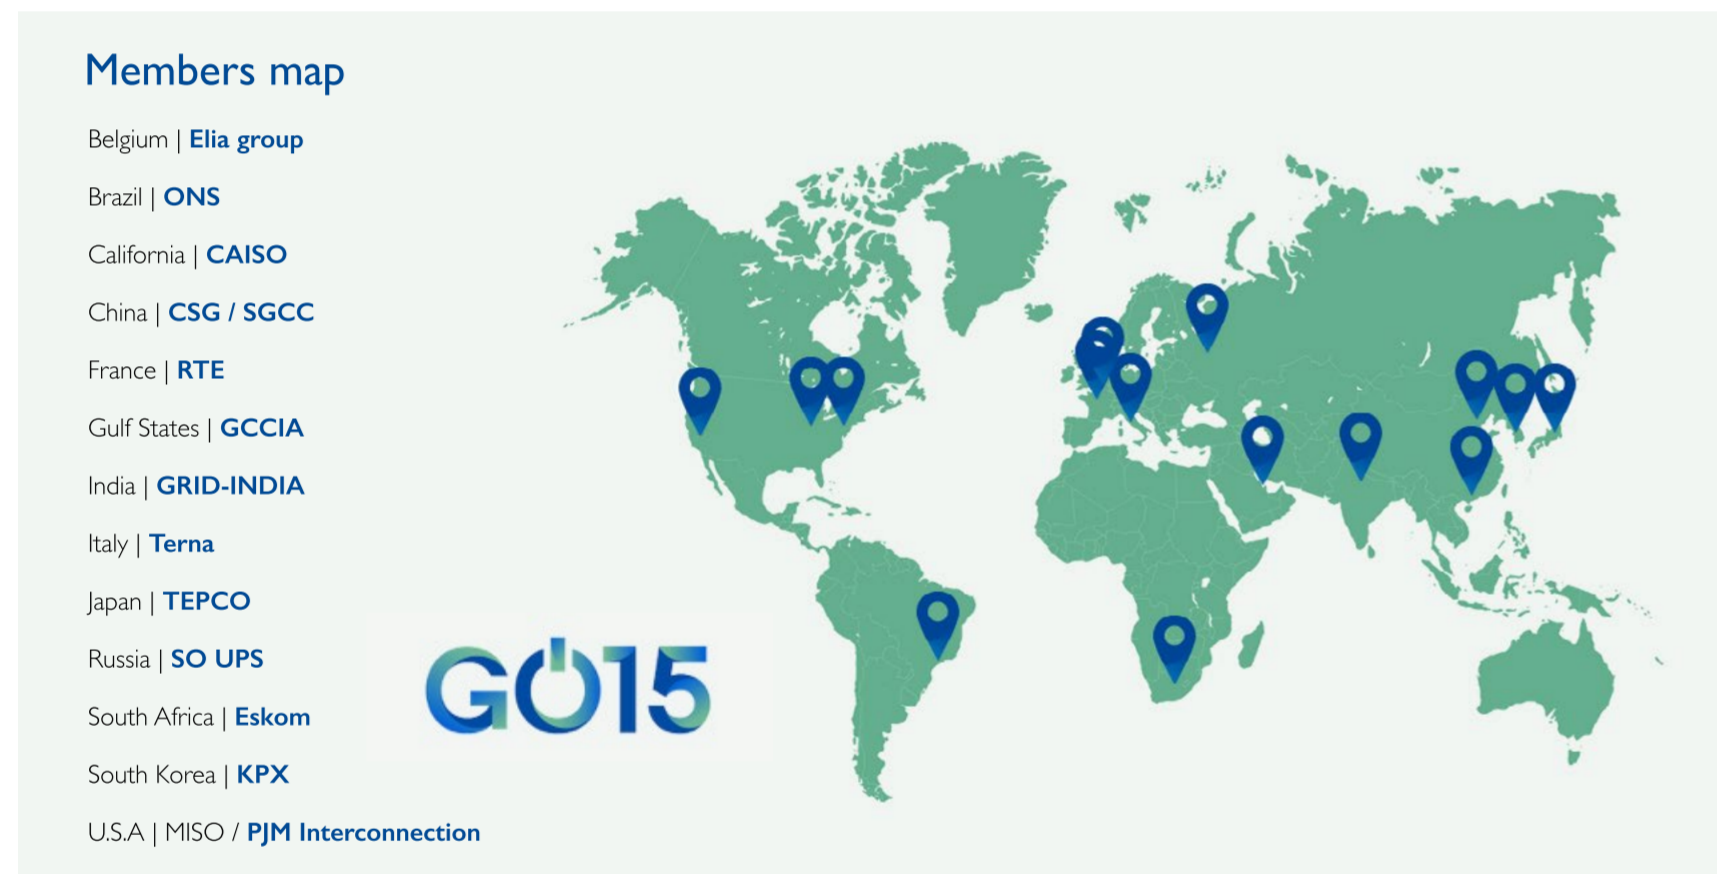 Members map
Belgium | Elia group
Brazil | ONS
California | CAISO
China | CSG / SGCC
France | RTE
Gulf States | GCCIA
India | GRID-INDIA
Italy | Terna
Japan | TEPCO
Russia | SO UPS
South Africa | Eskom
South Korea | KPX
U.S.A | MISO / PJM Interconnection
GO15